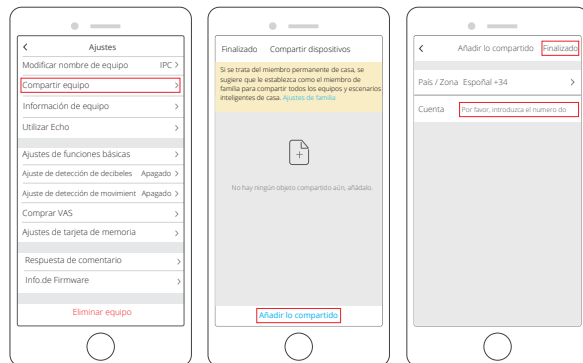 Ajustes
Modificar nombre de equipo IPC
Compartir equipo
Información de equipo
Utilizar Echo
Ajustes de funciones básicas
Ajuste de detección de decibeles Apagado
Ajuste de detección de movimient Apagado
Comprar VAS
Ajustes de tarjeta de memoria
Respuesta de comentario
Info.de Firmware
Eliminar equipo
Finalizado Compartir dispositivos
Si se trata del miembro permanente de casa, se
sugiere que le establezca como el miembro de
familia para compartir todos los equipos y escenarios
inteligentes de casa. Ajustes de familia
No hay ningún objeto compartido aún, añádalo.
Añadir lo compartido
Añadir lo compartido Finalizado
País / Zona Espoñal +34
Cuenta Por favor, introduzca el numero do